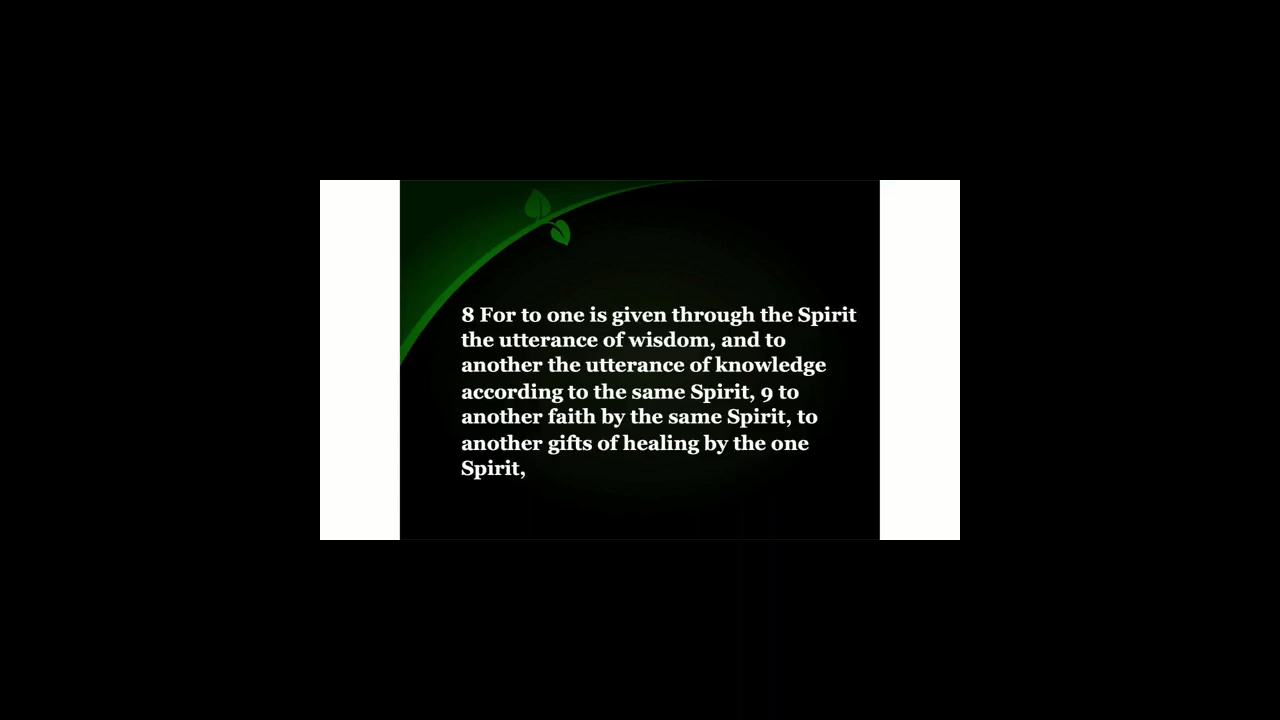 8 For to one is given through the Spirit
the utterance of wisdom, and to
another the utterance of knowledge
according to the same Spirit, 9 to
another faith by the same Spirit, to
another gifts of healing by the one
Spirit,